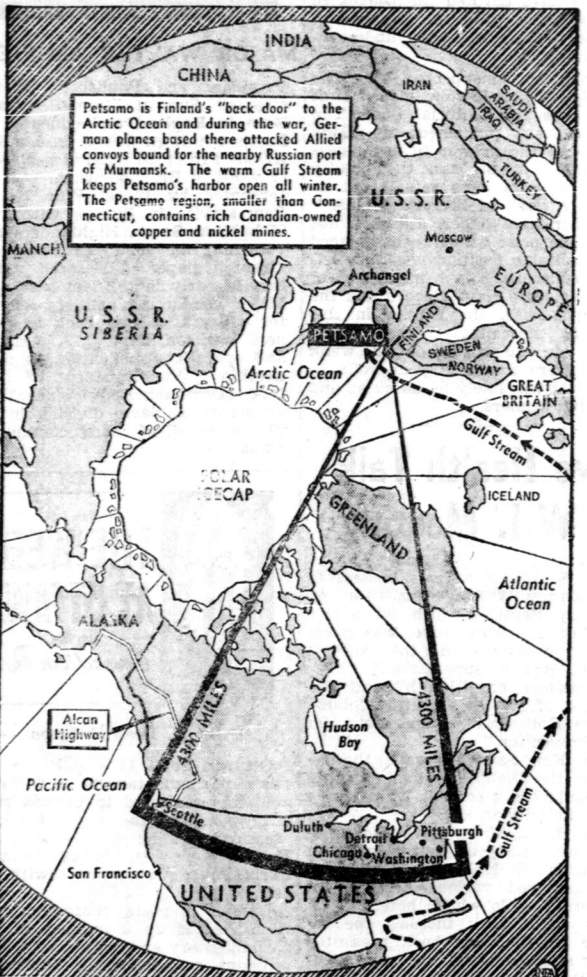 INDIA
CHINA
IRAN
SAUDI
ARABIA
IRAQ
TURKEY
Petsamo is Finland's "back door" to the
Arctic Ocean and during the war, Ger-
man planes based there attacked Allied
convoys bound for the nearby Russian port
of Murmansk. The warm Gulf Stream
keeps Petsamo's harbor open all winter.
The Petsamo region, smaller than Con-
necticut, contains rich Canadian-owned
copper and nickel mines.
U. S. S. R.
Moscow
MANCH.
Archangel
EUROPE
U. S. S. R.
SIBERIA
PETSAMO
FINLAND
SWEDEN
NORWAY
Arctic Ocean
GREAT
BRITAIN
Gulf Stream
POLAR
ICECAP
ICELAND
GREENLAND
Atlantic
Ocean
ALASKA
Alcan
Highway
MILES
Hudson
Bay
4300 MILES
Pacific Ocean
Seattle
Duluth
Detroit
Pittsburgh
Chicago
Washington
Gulf Stream
San Francisco
UNITED STATES
NEA